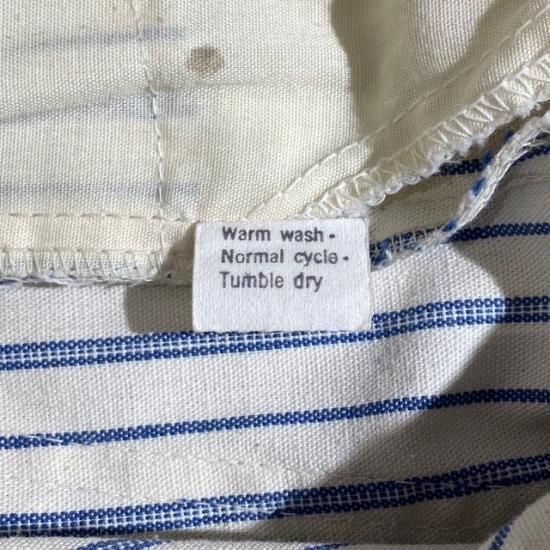 Warm wash -
Normal cycle -
Tumble dry